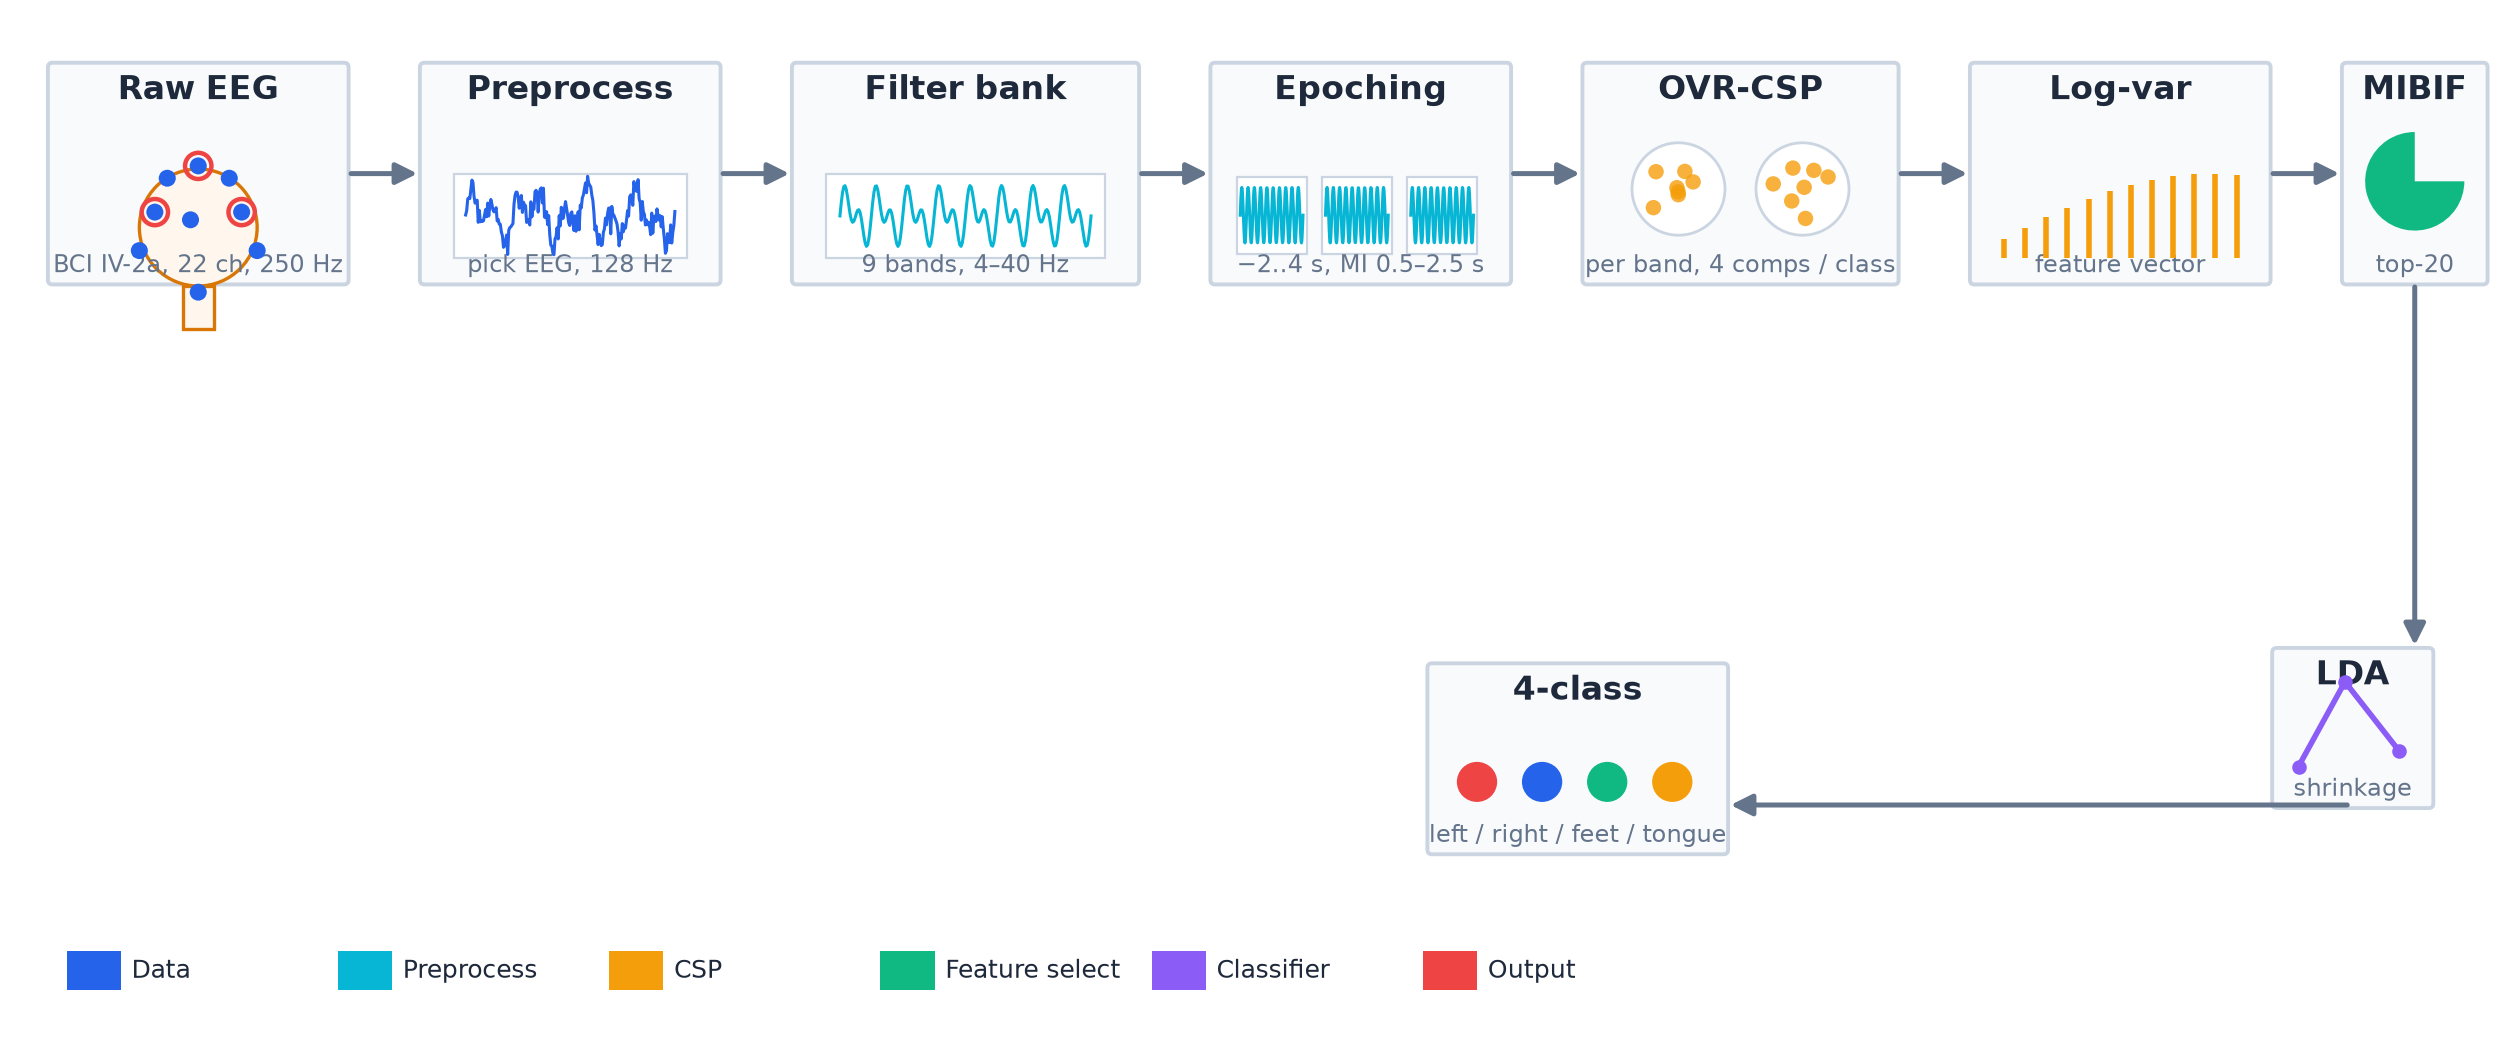 Raw EEG
BCI IV-2a, 22 ch, 250 Hz
Preprocess
pick EEG, 128 Hz
Filter bank
9 bands, 4–40 Hz
Epoching
−2..4 s, MI 0.5–2.5 s
OVR-CSP
per band, 4 comps / class
Log-var
feature vector
MIBIF
top-20
4-class
left / right / feet / tongue
LDA
shrinkage
Data
Preprocess
CSP
Feature select
Classifier
Output